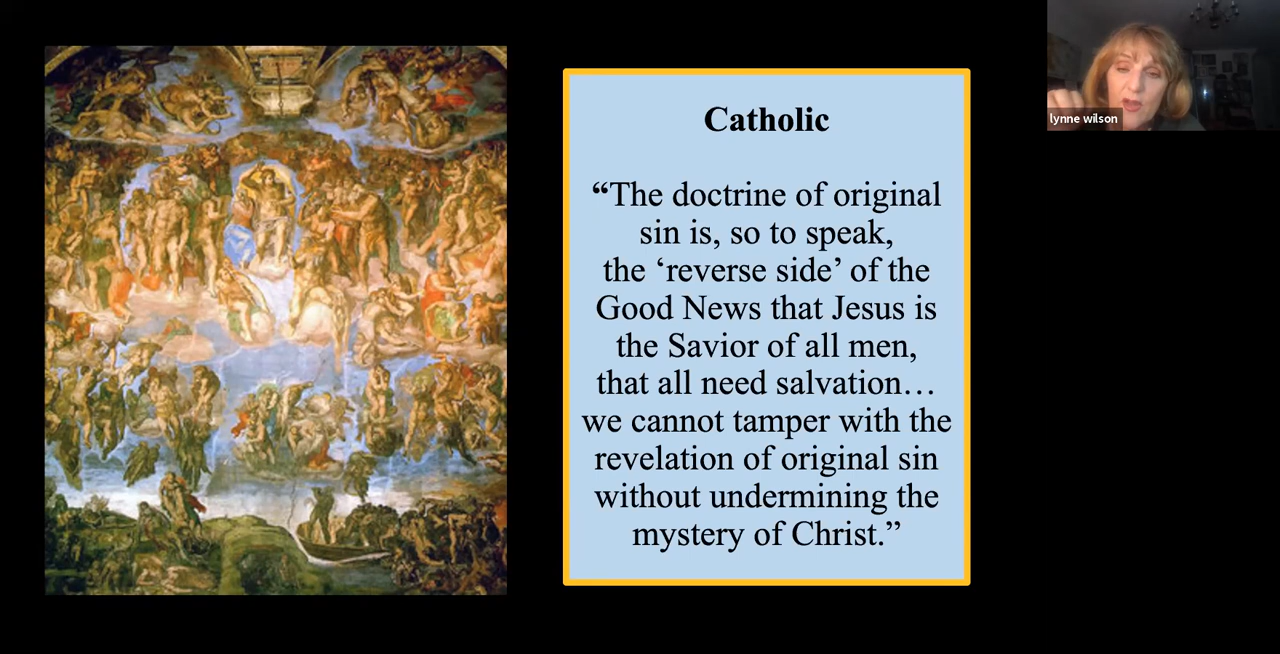 Catholic
“The doctrine of original
sin is, so to speak,
the ‘reverse side’ of the
Good News that Jesus is
the Savior of all men,
that all need salvation…
we cannot tamper with the
revelation of original sin
without undermining the
mystery of Christ.”
lynne wilson